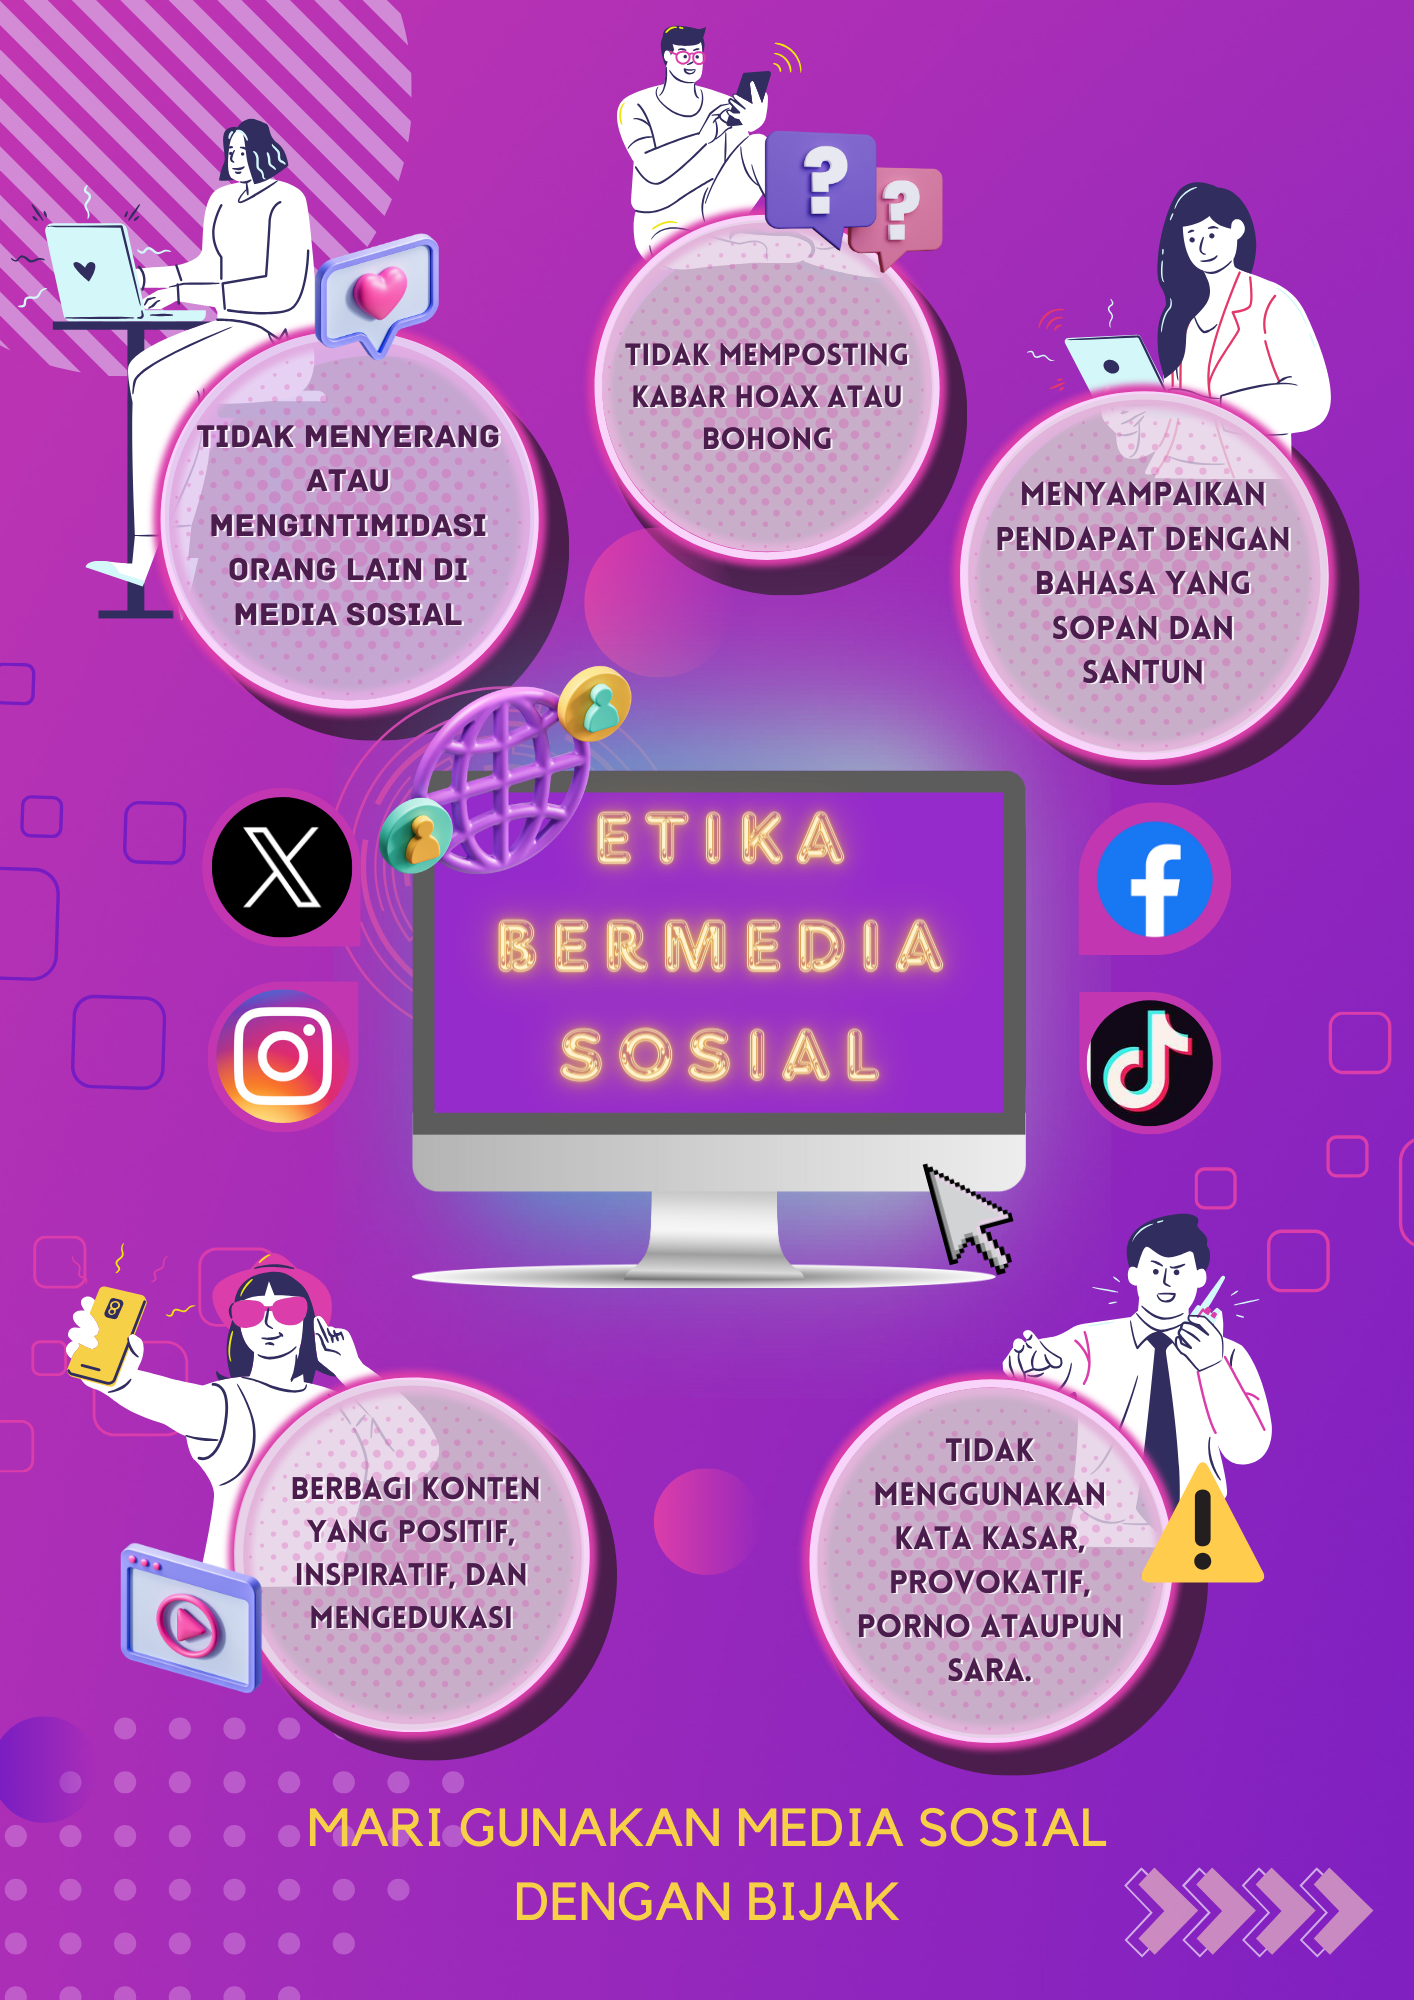 TIDAK MENYERANG
ATAU
MENGINTIMIDASI
ORANG LAIN DI
MEDIA SOSIAL
TIDAK MEMPOSTING
KABAR HOAX ATAU
BOHONG
MENYAMPAIKAN
PENDAPAT DENGAN
BAHASA YANG
SOPAN DAN
SANTUN
ETIKA
BERMEDIA
SOSIAL
BERBAGI KONTEN
YANG POSITIF,
INSPIRATIF, DAN
MENGEDUKASI
TIDAK
MENGGUNAKAN
KATA KASAR,
PROVOKATIF,
PORNO ATAUPUN
SARA.
MARI GUNAKAN MEDIA SOSIAL
DENGAN BIJAK